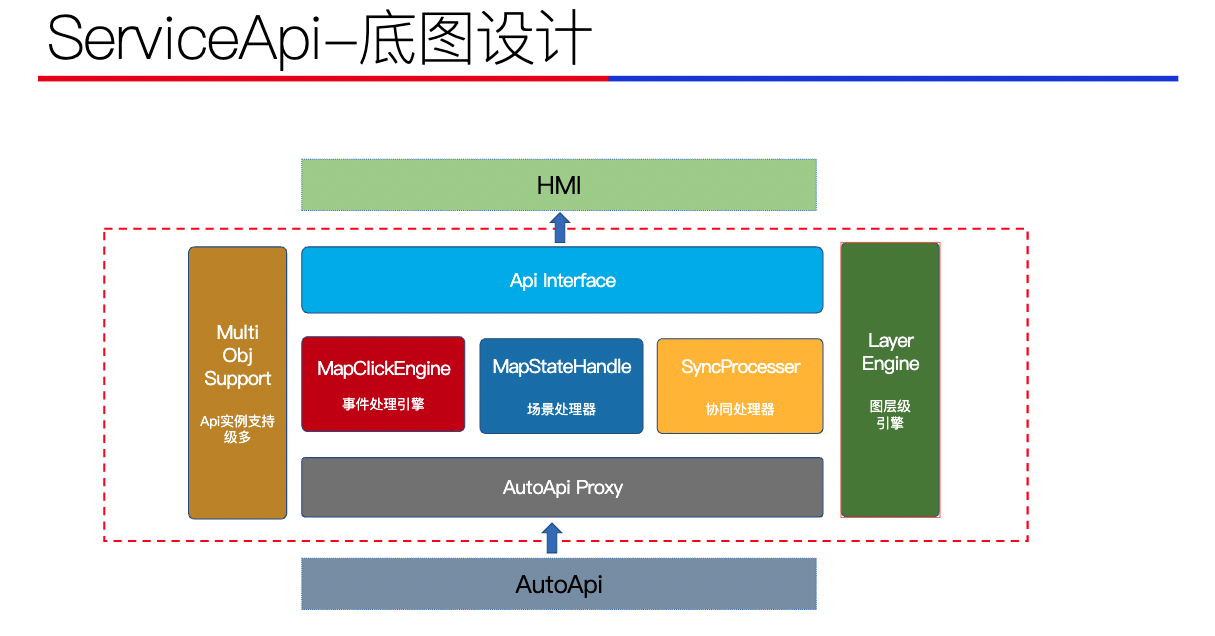 ServiceApi-底图设计
HMI
Api Interface
Multi
Obj
Support
Api实例支持
级多
MapClickEngine
事件处理引擎
MapStateHandle
场景处理器
SyncProcesser
协同处理器
Layer
Engine
图层级
引擎
AutoApi Proxy
AutoApi